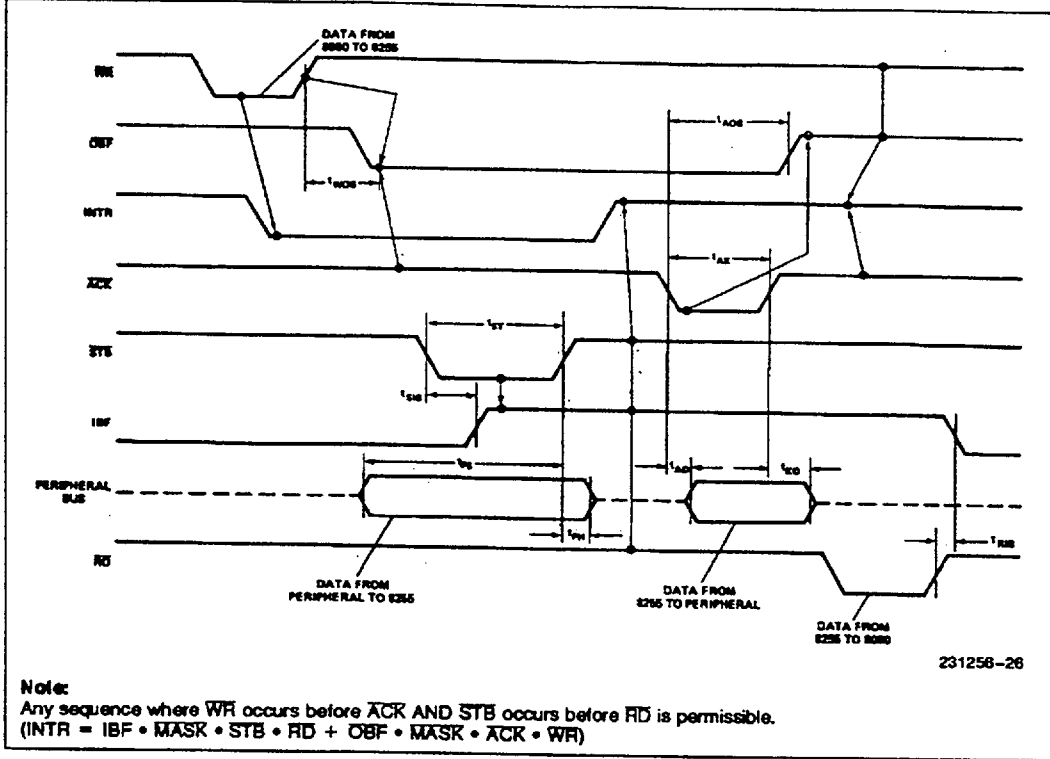 DATA FROM
8080 TO 8255
WR
tAOB
OBF
tWOB
INTR
tAK
ACK
tST
STB
tSIB
IBF
tPS
tAD
tKD
PERIPHERAL
BUS
tPH
tRIB
RD
DATA FROM
PERIPHERAL TO 8255
DATA FROM
8255 TO PERIPHERAL
DATA FROM
8255 TO 8080
231256-26
Note:
Any sequence where WR occurs before ACK AND STB occurs before RD is permissible.
(INTR = IBF • MASK • STB • RD + OBF • MASK • ACK • WR)